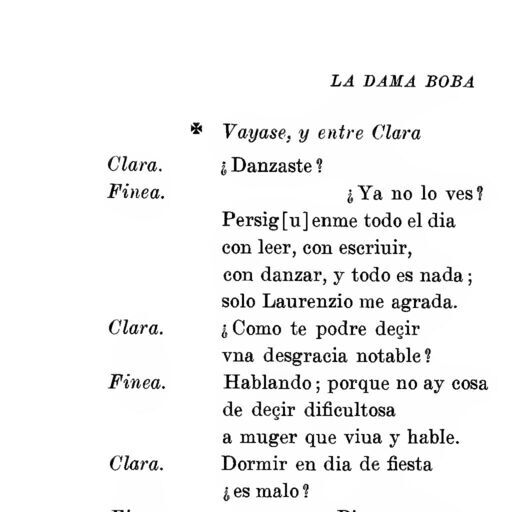 LA DAMA BOBA
✠ Vayase, y entre Clara
Clara. ¿Danzaste?
Finea. ¿Ya no lo ves?
Persig[u]enme todo el dia
con leer, con escriuir,
con danzar, y todo es nada;
solo Laurenzio me agrada.
Clara. ¿Como te podre deçir
vna desgracia notable?
Finea. Hablando; porque no ay cosa
de deçir dificultosa
a muger que viua y hable.
Clara. Dormir en dia de fiesta
¿es malo?